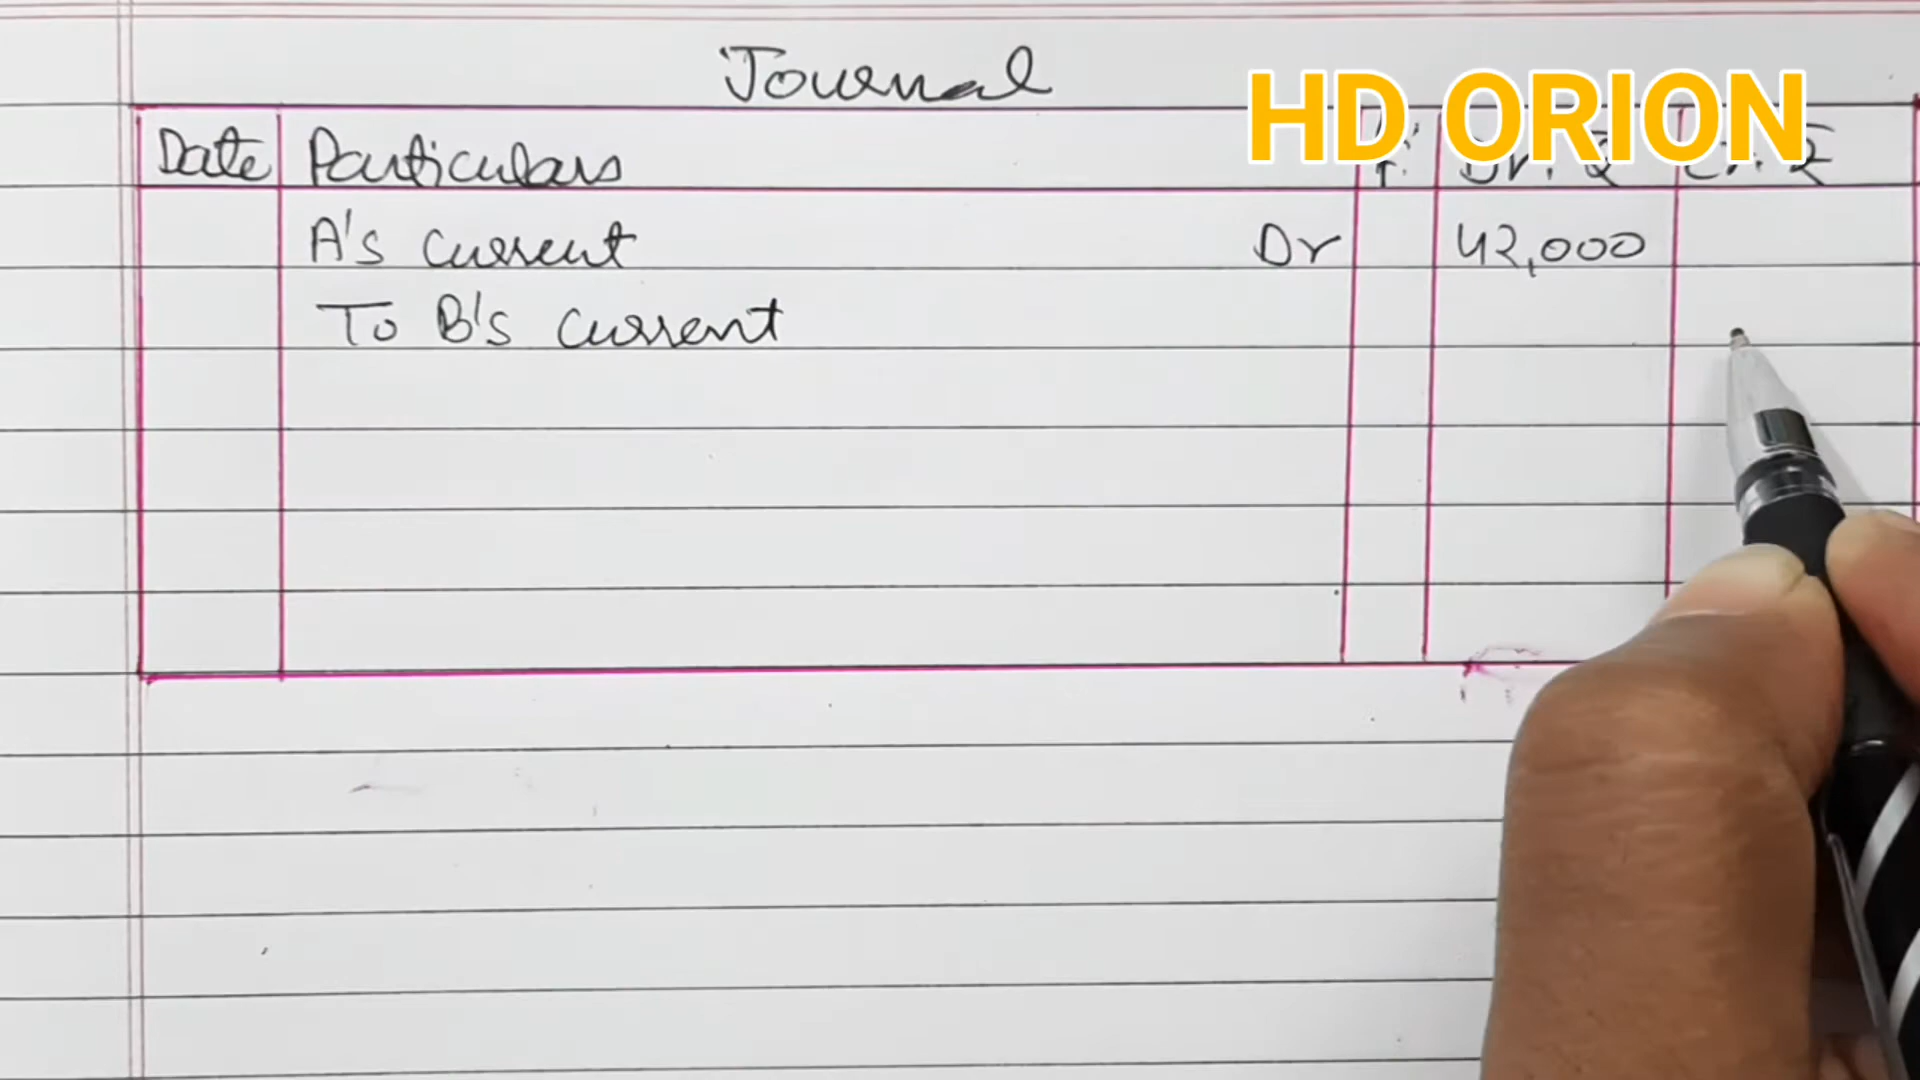 Journal
HD ORION
Date Particulars
A's current Dr 42,000
To B's current